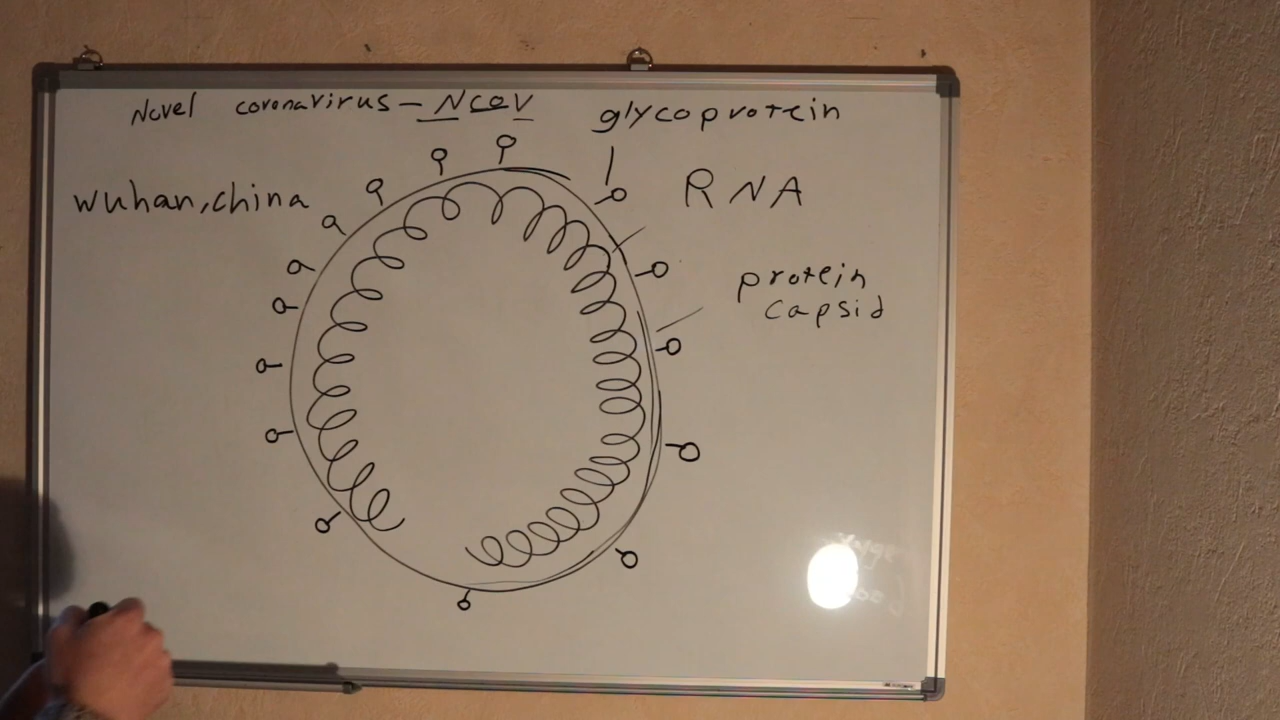 Novel coronavirus - NCOV
glycoprotein
wuhan, china
RNA
protein
capsid